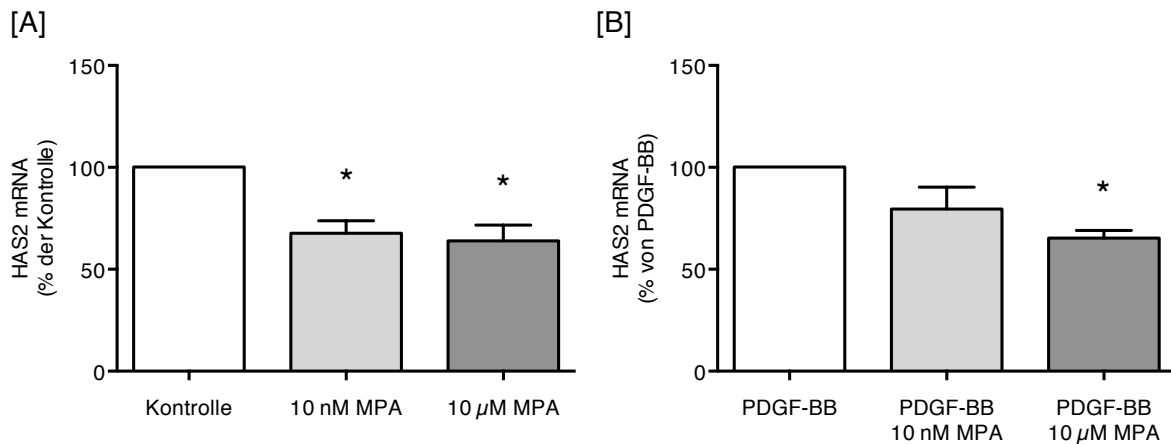 [A]
HAS2 mRNA
(% der Kontrolle)
150
100
50
0
*
*
Kontrolle
10 nM MPA
10 µM MPA
[B]
HAS2 mRNA
(% von PDGF-BB)
150
100
50
0
*
PDGF-BB
PDGF-BB
10 nM MPA
PDGF-BB
10 µM MPA